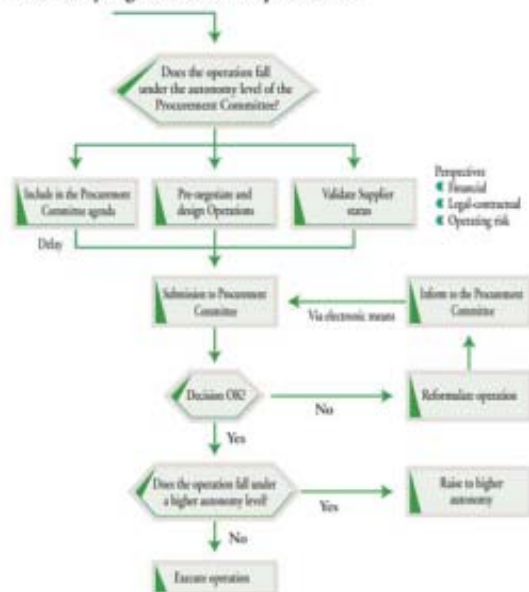 Does the operation fall
under the autonomy level of the
Procurement Committee?
Include in the Procurement
Committee agenda
Pre-negotiate and
design Operations
Validate Supplier
status
Perspectives
Financial
Legal-contractual
Operating risk
Delay
Submission to Procurement
Committee
Via electronic means
Inform to the Procurement
Committee
Decision OK?
No
Reformulate operation
Yes
Does the operation fall under
a higher autonomy level?
Yes
Raise to higher
autonomy
No
Execute operation